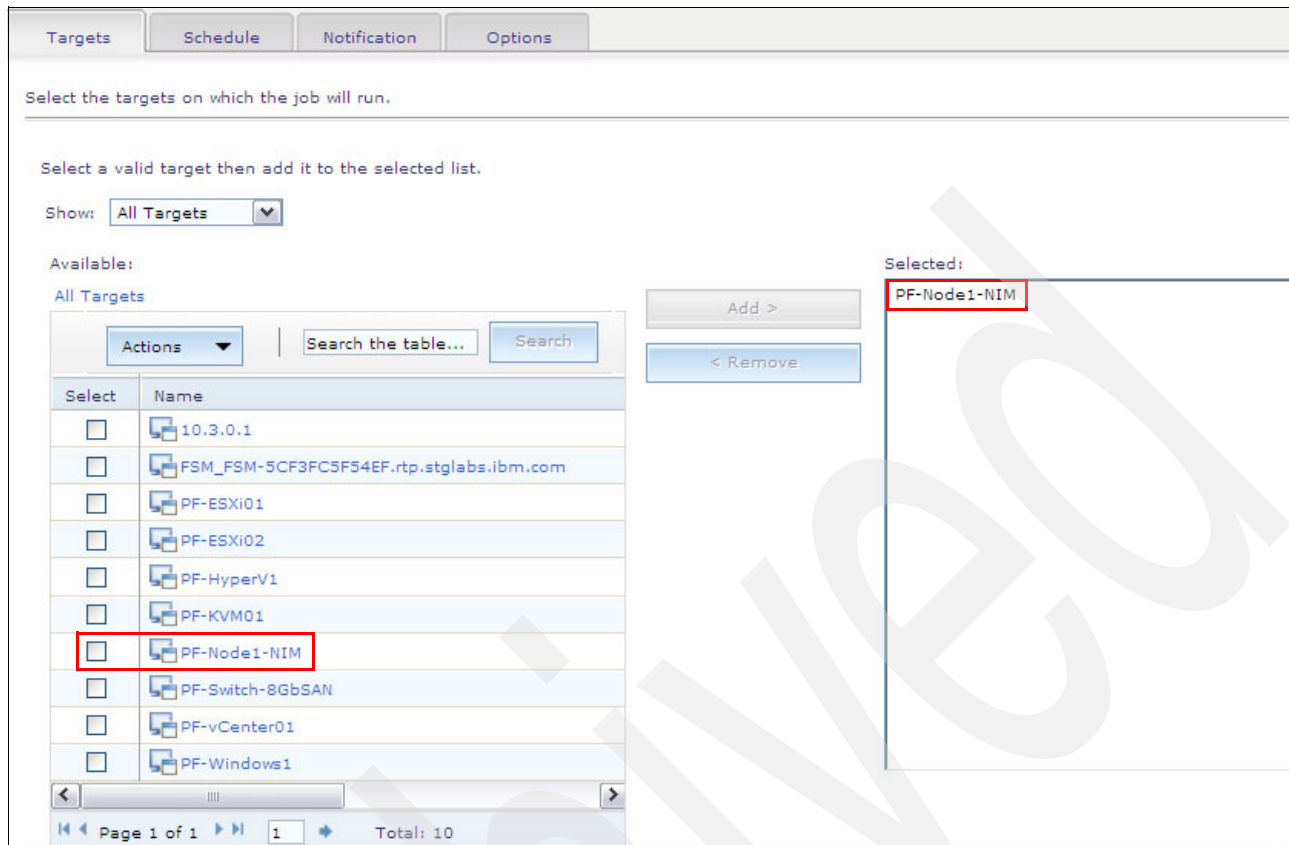 Targets Schedule Notification Options
Select the targets on which the job will run.
Select a valid target then add it to the selected list.
Show: All Targets
Available:
Selected:
All Targets
PF-Node1-NIM
Add >
Actions Search the table... Search
< Remove
Select Name
10.3.0.1
FSM_FSM-5CF3FC5F54EF.rtp.stglabs.ibm.com
PF-ESXi01
PF-ESXi02
PF-HyperV1
PF-KVM01
PF-Node1-NIM
PF-Switch-8GbSAN
PF-vCenter01
PF-Windows1
Page 1 of 1 1 Total: 10